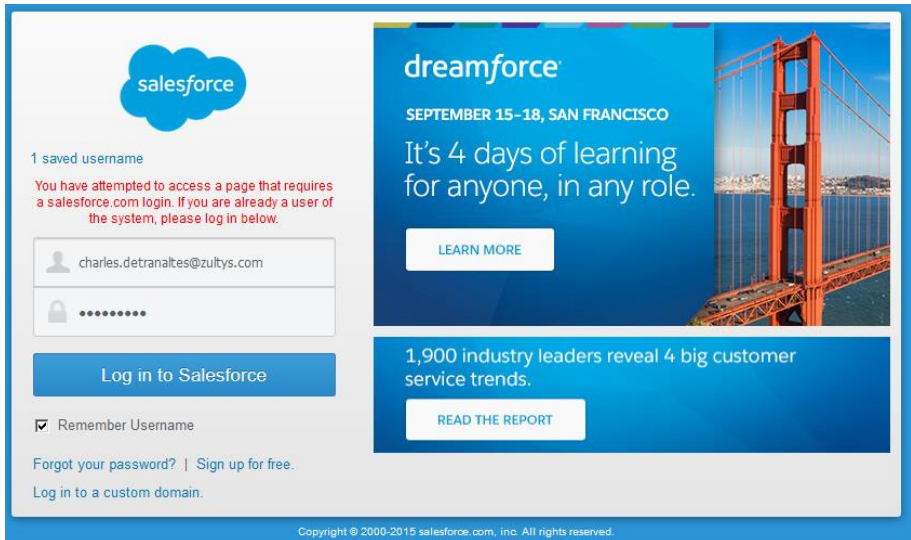 salesforce
1 saved username
You have attempted to access a page that requires
a salesforce.com login. If you are already a user of
the system, please log in below.
charles.detranaltes@zultys.com
•••••••••
Log in to Salesforce
Remember Username
Forgot your password? | Sign up for free.
Log in to a custom domain.
dreamforce
SEPTEMBER 15–18, SAN FRANCISCO
It's 4 days of learning
for anyone, in any role.
LEARN MORE
1,900 industry leaders reveal 4 big customer
service trends.
READ THE REPORT
Copyright © 2000-2015 salesforce.com, inc. All rights reserved.